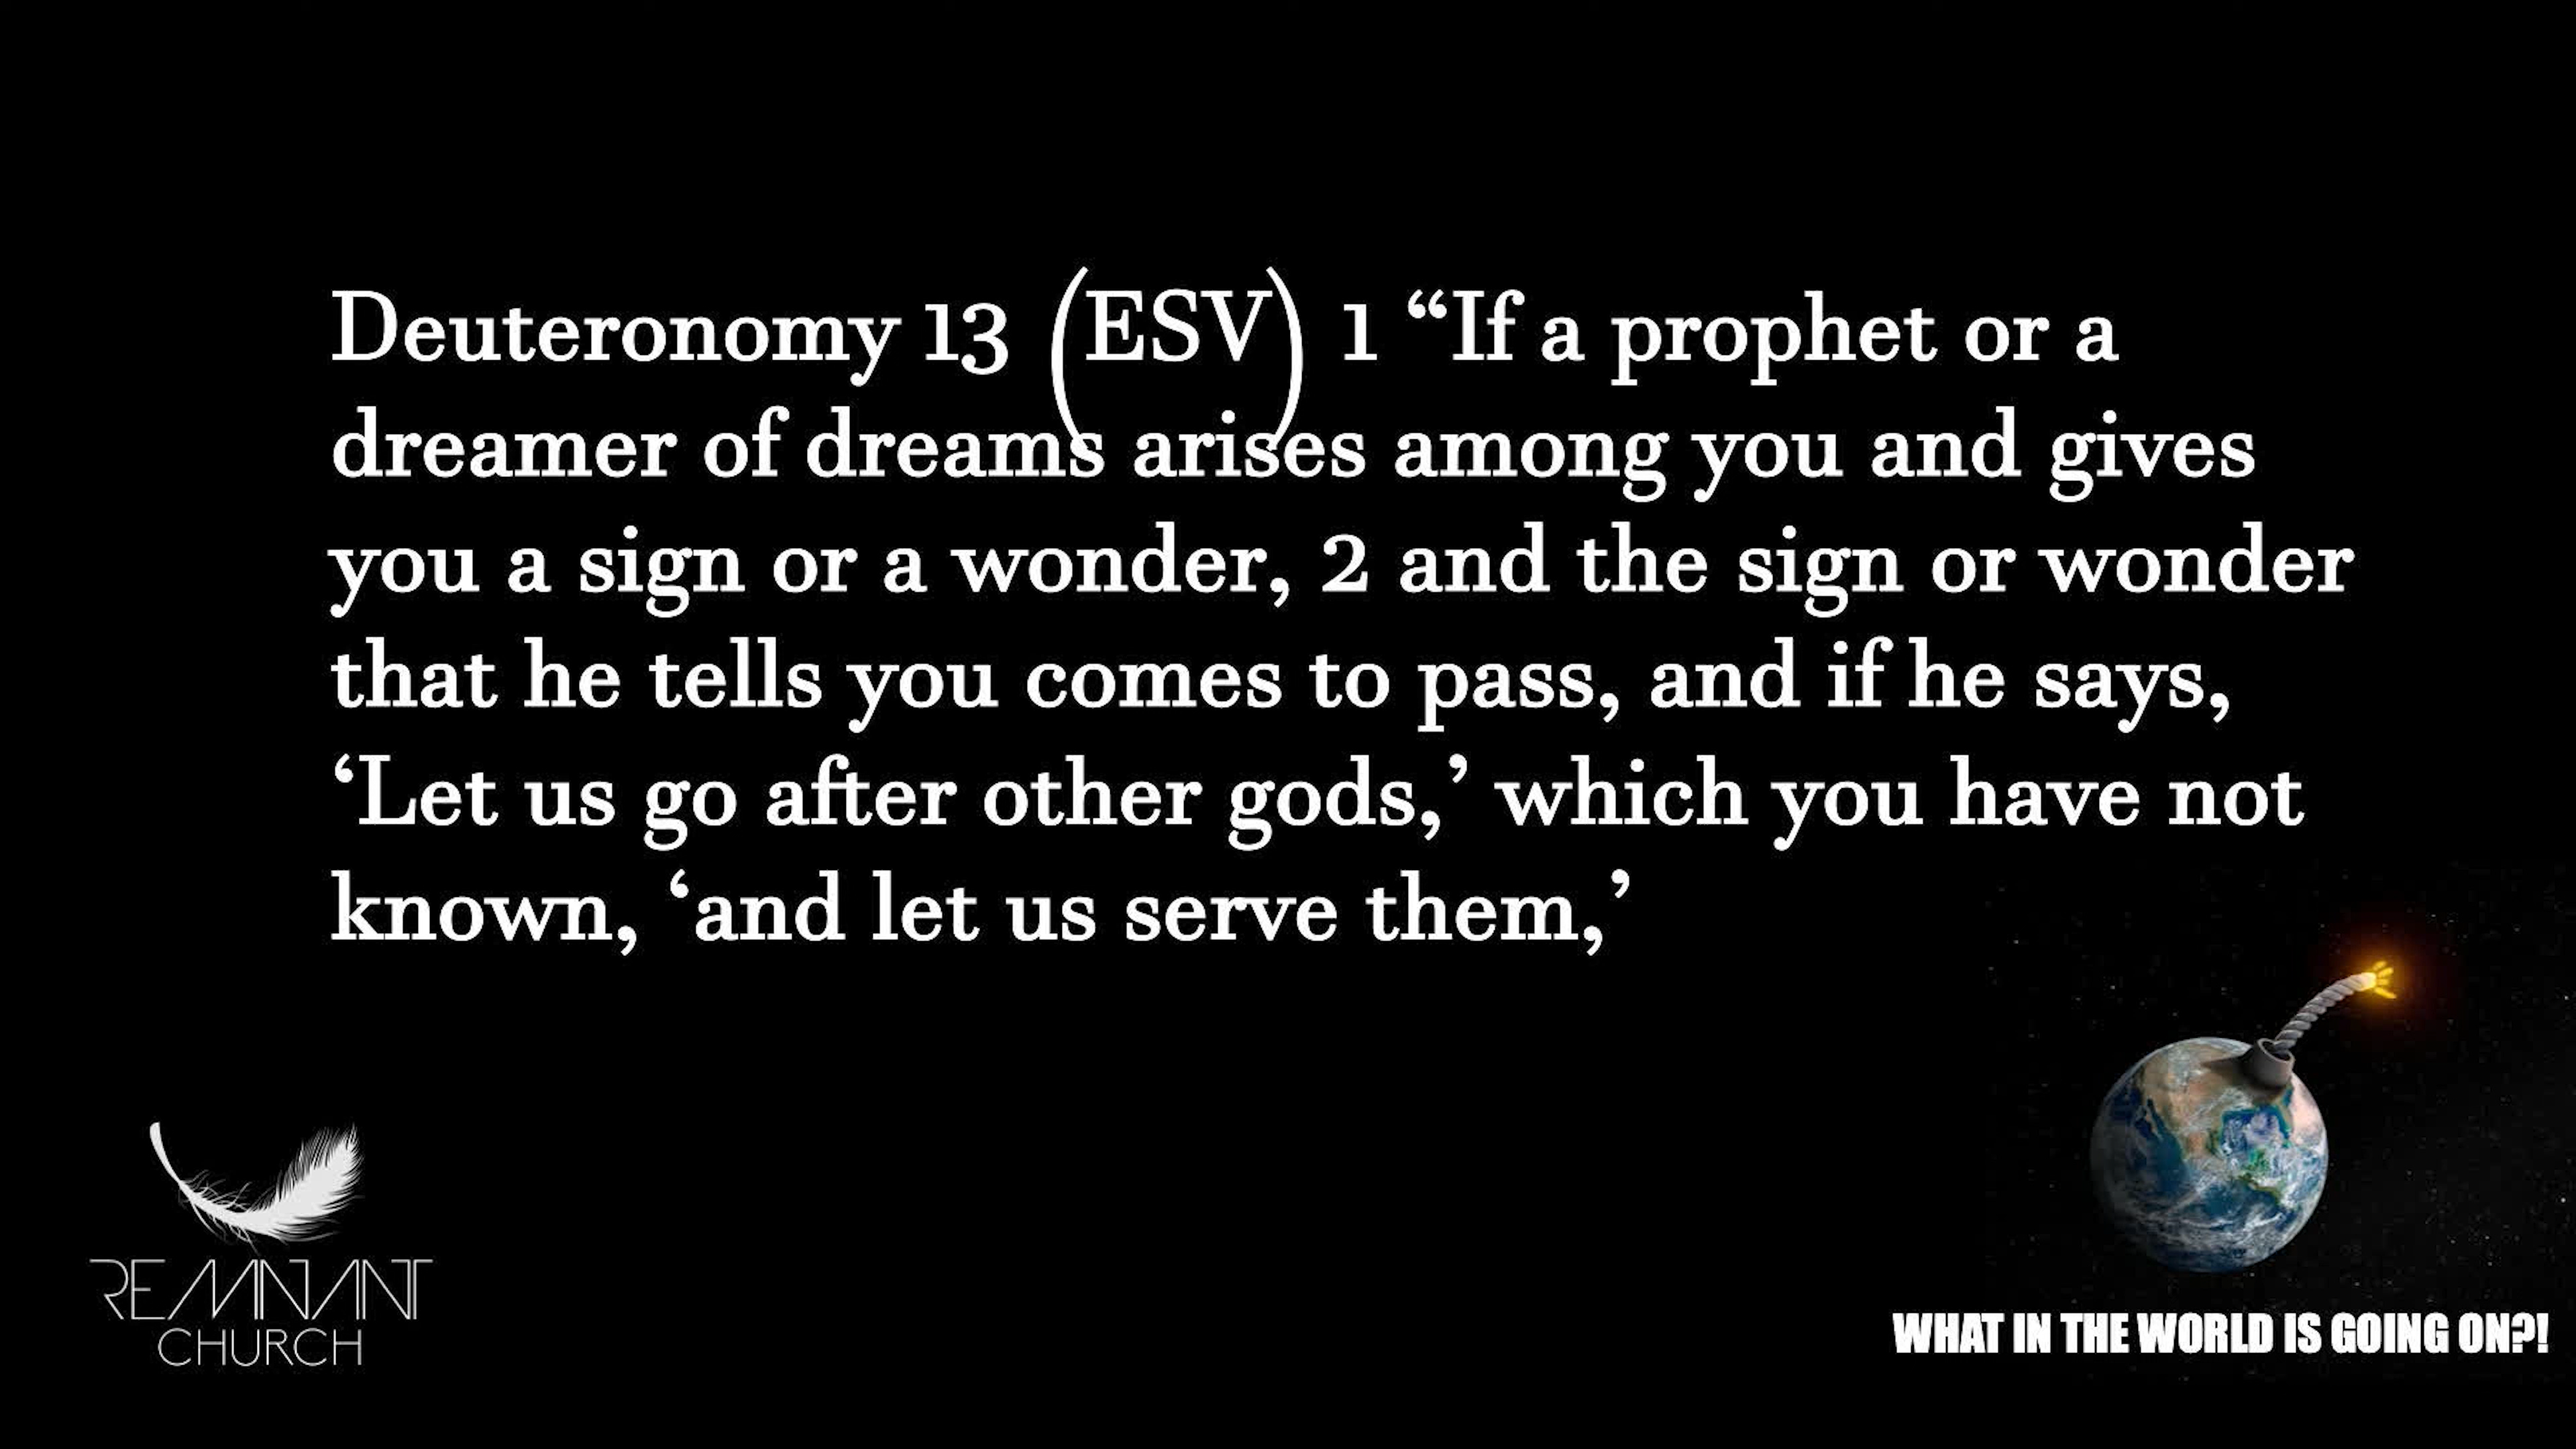 Deuteronomy 13 (ESV) 1 “If a prophet or a
dreamer of dreams arises among you and gives
you a sign or a wonder, 2 and the sign or wonder
that he tells you comes to pass, and if he says,
‘Let us go after other gods,’ which you have not
known, ‘and let us serve them,’
REMNANT
CHURCH
WHAT IN THE WORLD IS GOING ON?!